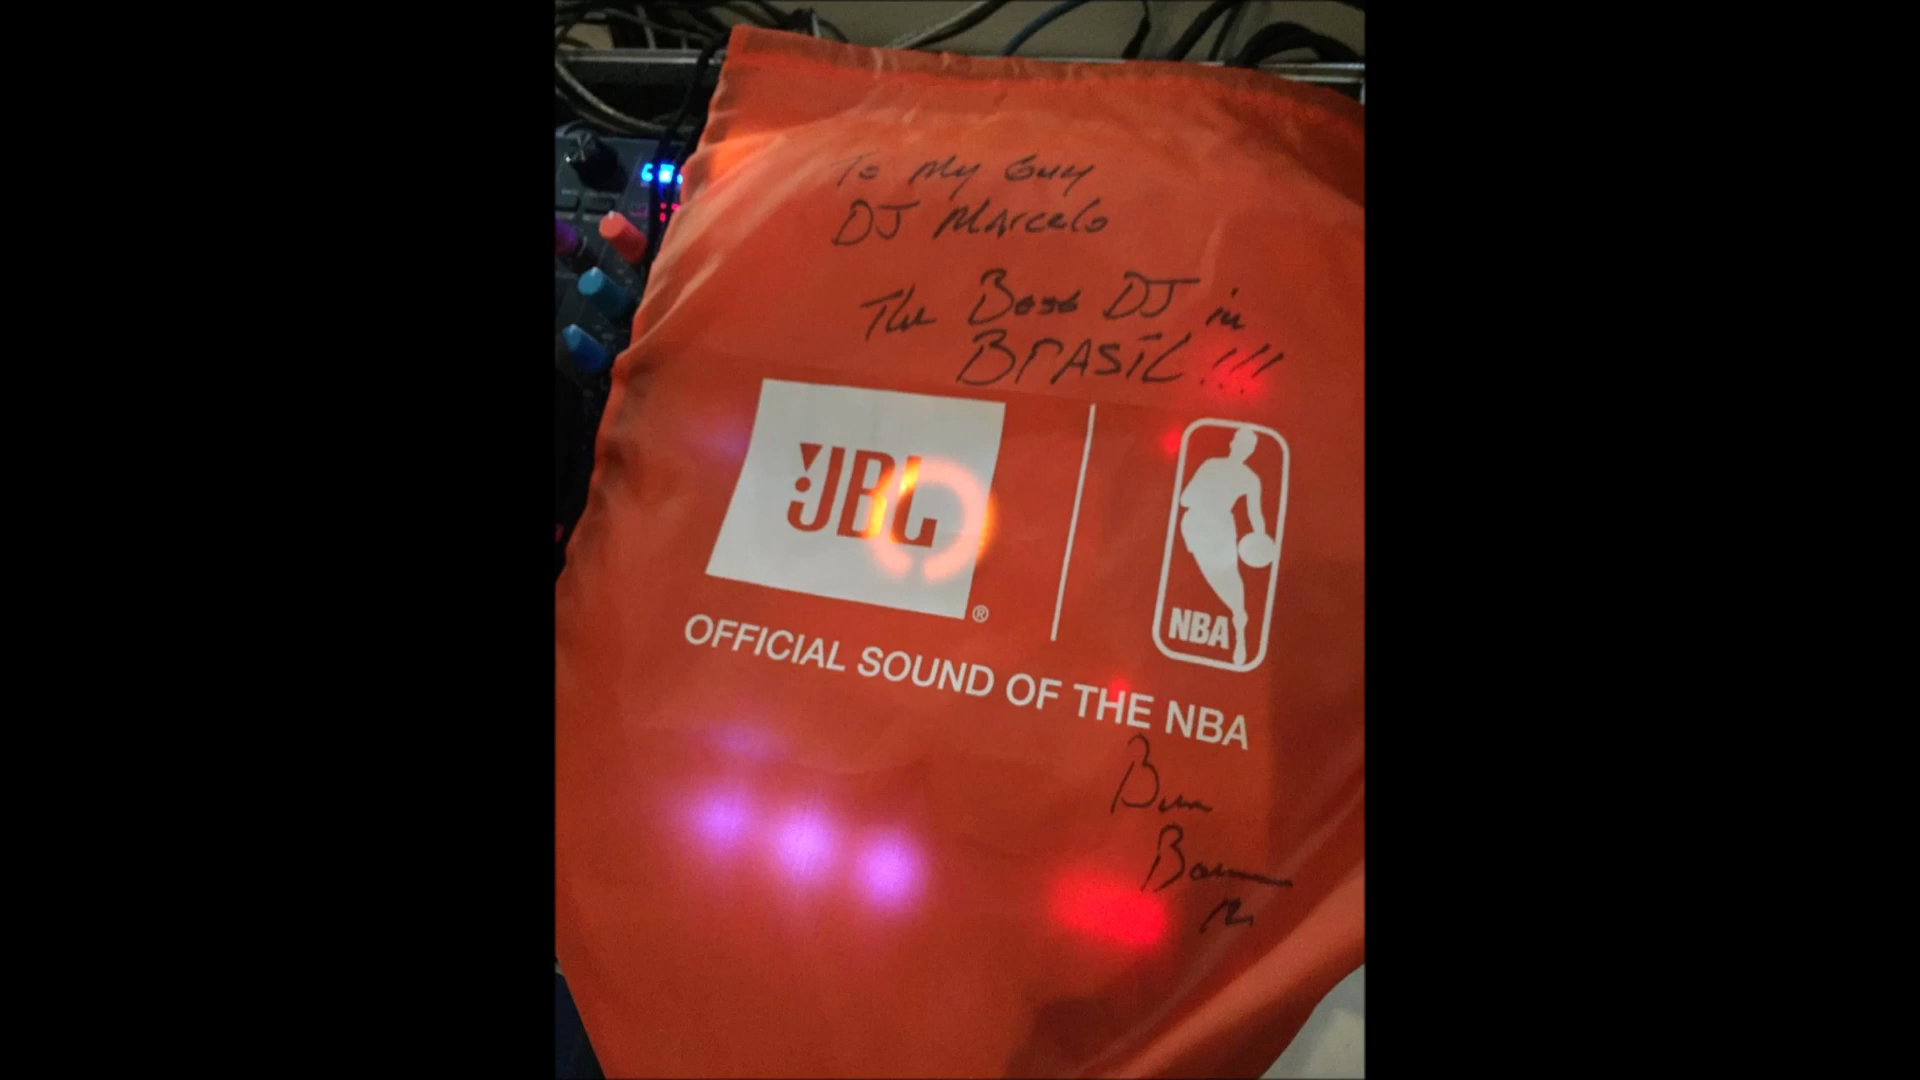 To My Guy
DJ Marcelo
The Best DJ in
BrASIL!!!
JBL
®
NBA
OFFICIAL SOUND OF THE NBA